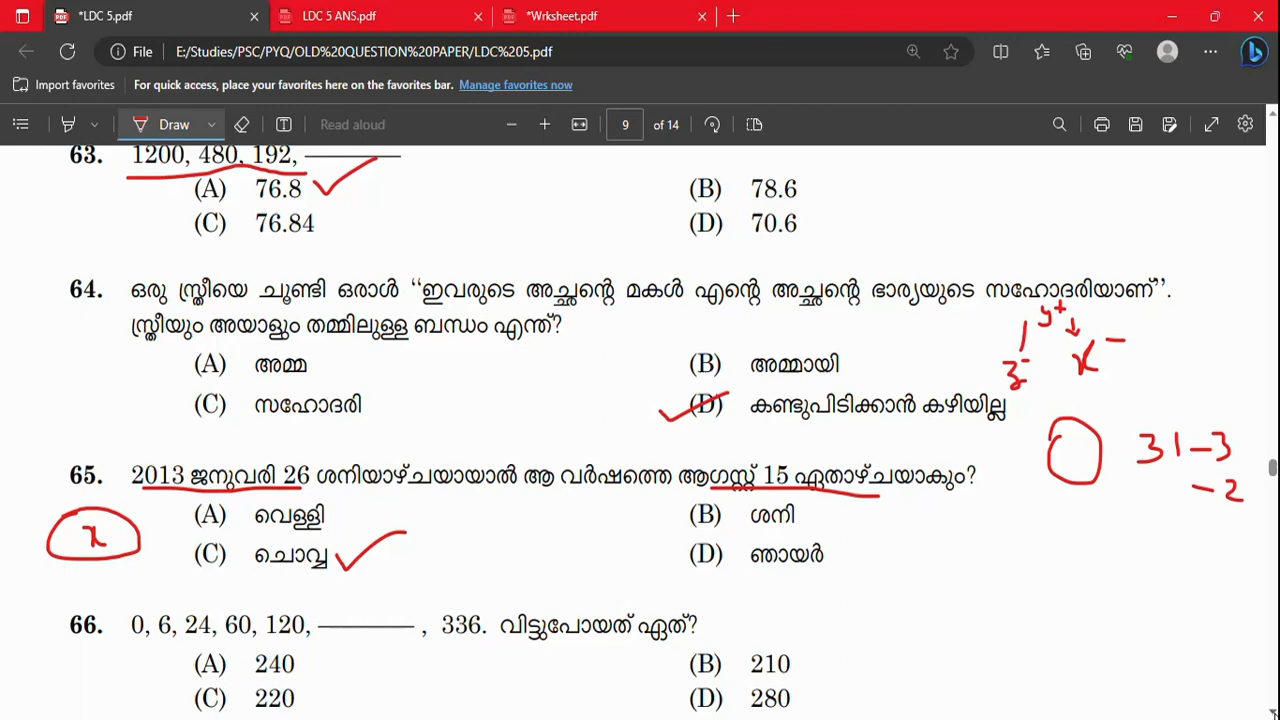 *LDC 5.pdf
LDC 5 ANS.pdf
*Wrksheet.pdf
File E:/Studies/PSC/PYQ/OLD%20QUESTION%20PAPER/LDC%205.pdf
Import favorites For quick access, place your favorites here on the favorites bar. Manage favorites now
Draw Read aloud 9 of 14
63. 1200, 480, 192,
(A) 76.8 (B) 78.6
(C) 76.84 (D) 70.6
64. ഒരു സ്ത്രീയെ ചൂണ്ടി ഒരാൾ “ഇവരുടെ അച്ഛന്റെ മകൾ എന്റെ അച്ഛന്റെ ഭാര്യയുടെ സഹോദരിയാണ്”.
സ്ത്രീയും അയാളും തമ്മിലുള്ള ബന്ധം എന്ത്?
y+
3- x -
(A) അമ്മ (B) അമ്മായി
(C) സഹോദരി (D) കണ്ടുപിടിക്കാൻ കഴിയില്ല
31-3
-2
65. 2013 ജനുവരി 26 ശനിയാഴ്ചയായാൽ ആ വർഷത്തെ ആഗസ്റ്റ് 15 ഏതാഴ്ചയാകും?
(A) വെള്ളി (B) ശനി
x
(C) ചൊവ്വ (D) ഞായർ
66. 0, 6, 24, 60, 120, ———— , 336. വിട്ടുപോയത് ഏത്?
(A) 240 (B) 210
(C) 220 (D) 280